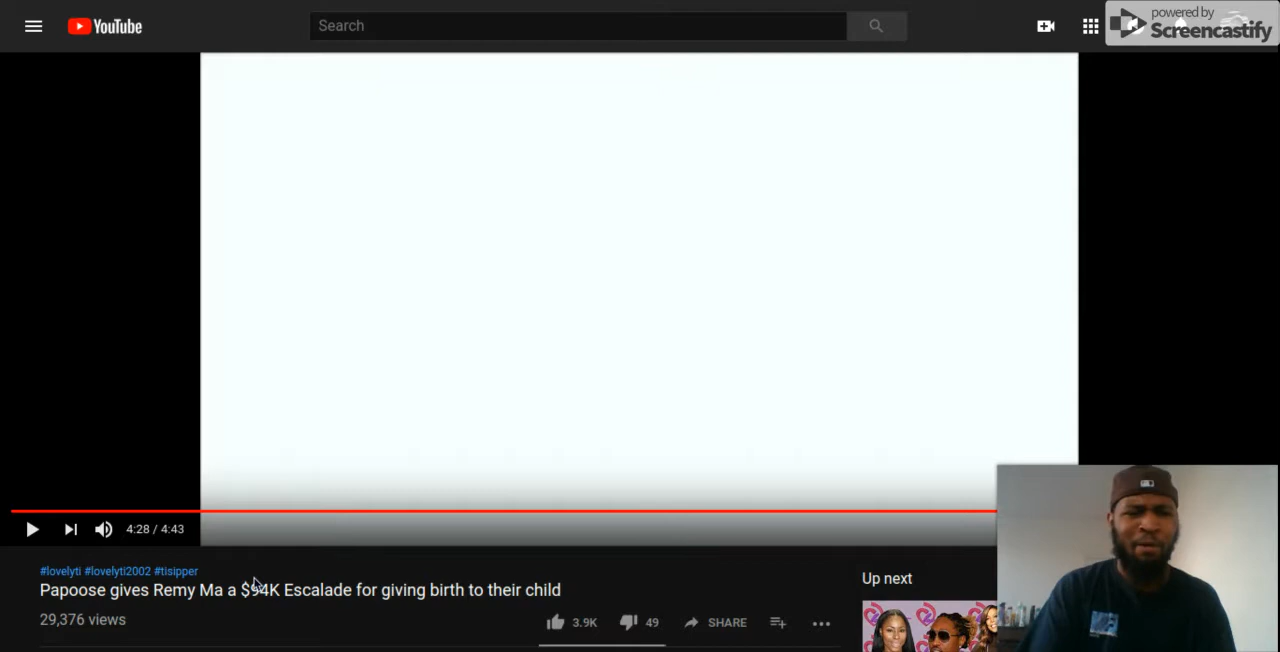 YouTube
Search
powered by
Screencastify
4:28 / 4:43
#lovelyti #lovelyti2002 #tisipper
Papoose gives Remy Ma a $94K Escalade for giving birth to their child
29,376 views
3.9K
49
SHARE
Up next